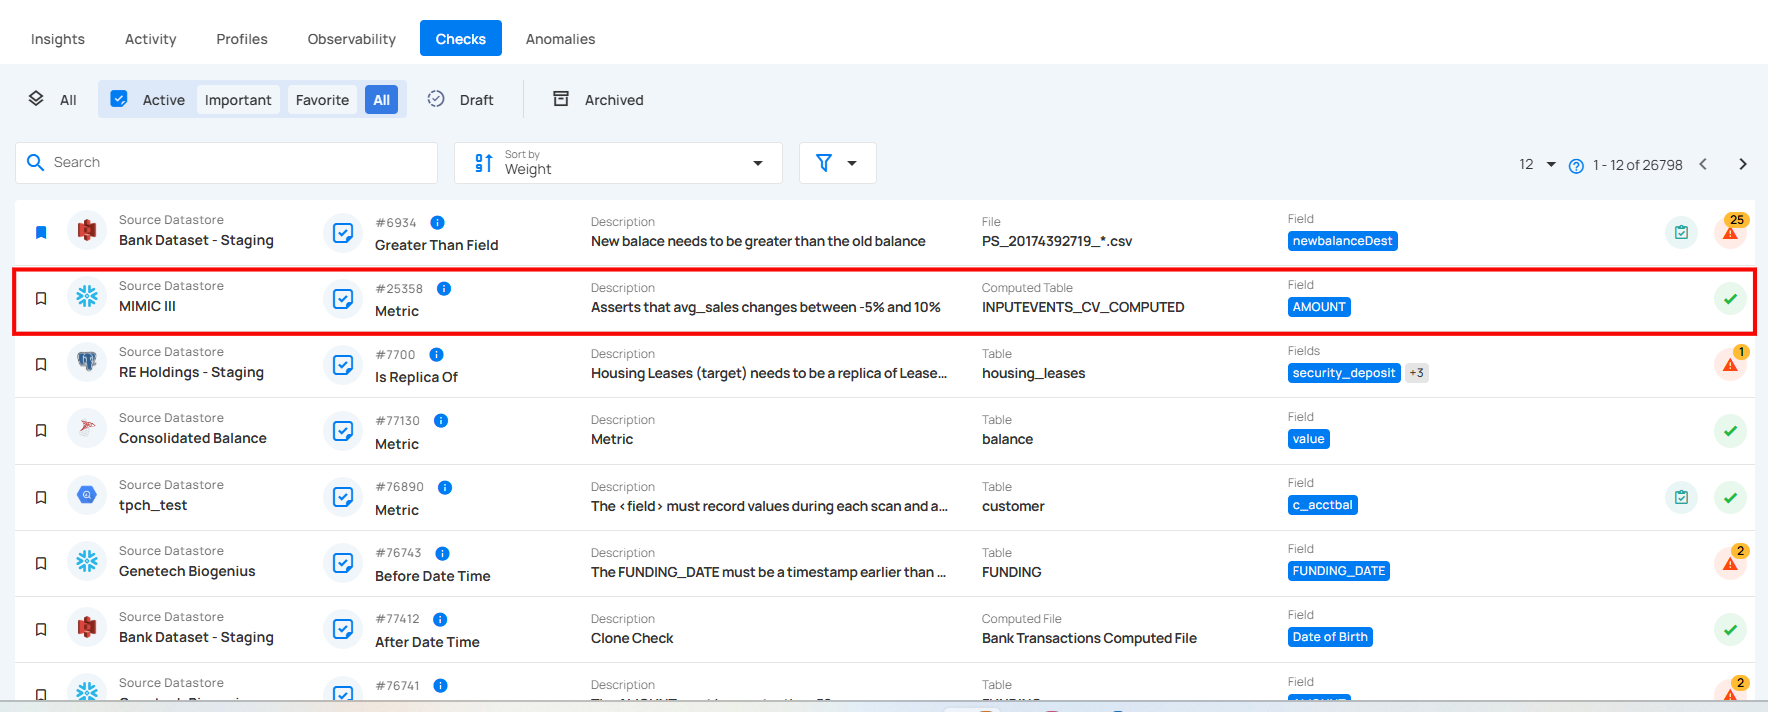 Insights Activity Profiles Observability Checks Anomalies
All Active Important Favorite All Draft Archived
Search Sort by Weight 12 1 - 12 of 26798
Source Datastore #6934 Description File Field 25
Bank Dataset - Staging Greater Than Field New balace needs to be greater than the old balance PS_20174392719_*.csv newbalanceDest
Source Datastore #25358 Description Computed Table Field
MIMIC III Metric Asserts that avg_sales changes between -5% and 10% INPUTEVENTS_CV_COMPUTED AMOUNT
Source Datastore #7700 Description Table Fields 1
RE Holdings - Staging Is Replica Of Housing Leases (target) needs to be a replica of Lease... housing_leases security_deposit +3
Source Datastore #77130 Description Table Field
Consolidated Balance Metric Metric balance value
Source Datastore #76890 Description Table Field
tpch_test Metric The <field> must record values during each scan and a... customer c_acctbal
Source Datastore #76743 Description Table Field 2
Genetech Biogenius Before Date Time The FUNDING_DATE must be a timestamp earlier than ... FUNDING FUNDING_DATE
Source Datastore #77412 Description Computed File Field
Bank Dataset - Staging After Date Time Clone Check Bank Transactions Computed File Date of Birth
Source Datastore #76741 Description Table Field 2